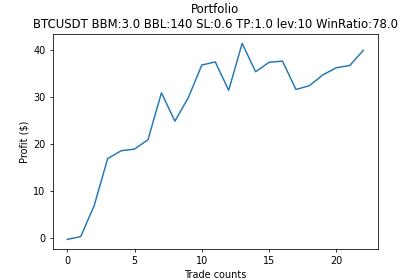 Portfolio
BTCUSDT BBM:3.0 BBL:140 SL:0.6 TP:1.0 lev:10 WinRatio:78.0
40
30
20
10
0
Profit ($)
0 5 10 15 20
Trade counts